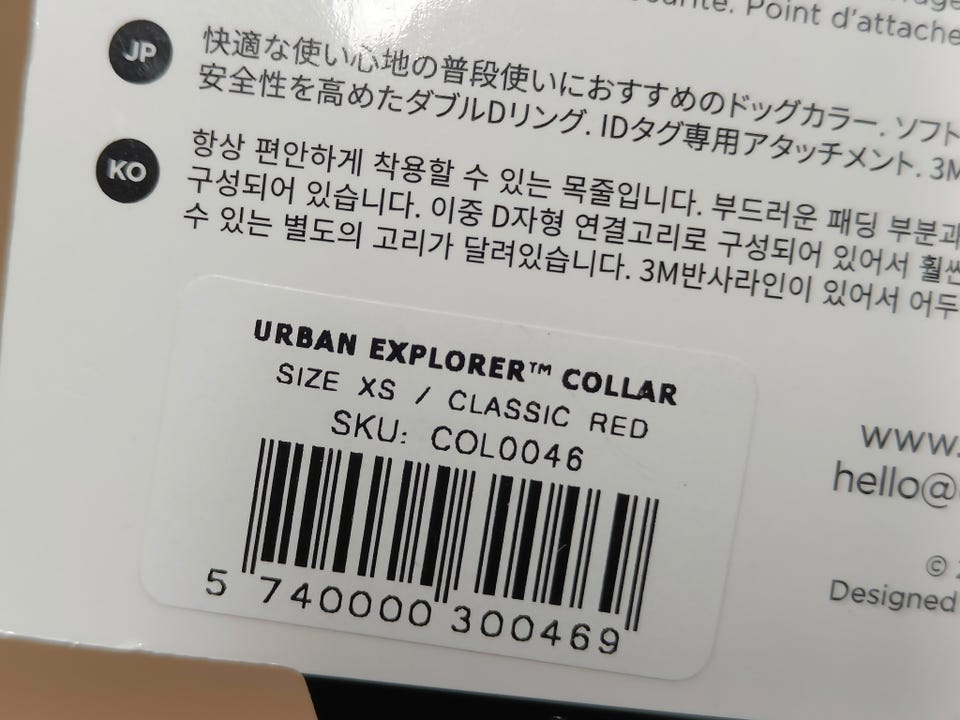 sécurité. Point d'attache
JP
快適な使い心地の普段使いにおすすめのドッグカラー. ソフト
安全性を高めたダブルDリング. IDタグ専用アタッチメント. 3M
KO
항상 편안하게 착용할 수 있는 목줄입니다. 부드러운 패딩 부분과
구성되어 있습니다. 이중 D자형 연결고리로 구성되어 있어서 훨씬
수 있는 별도의 고리가 달려있습니다. 3M반사라인이 있어서 어두
URBAN EXPLORER™ COLLAR
SIZE XS / CLASSIC RED
SKU: COL0046
5 740000 300469
www.
hello@
©
Designed